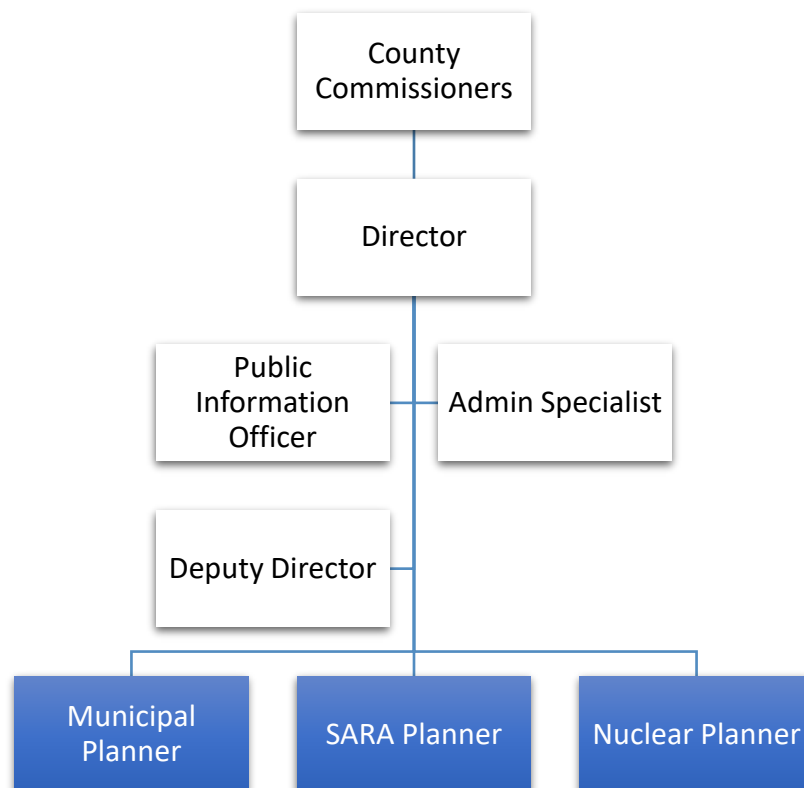 County
Commissioners
Director
Public
Information
Officer
Admin Specialist
Deputy Director
Municipal
Planner
SARA Planner
Nuclear Planner